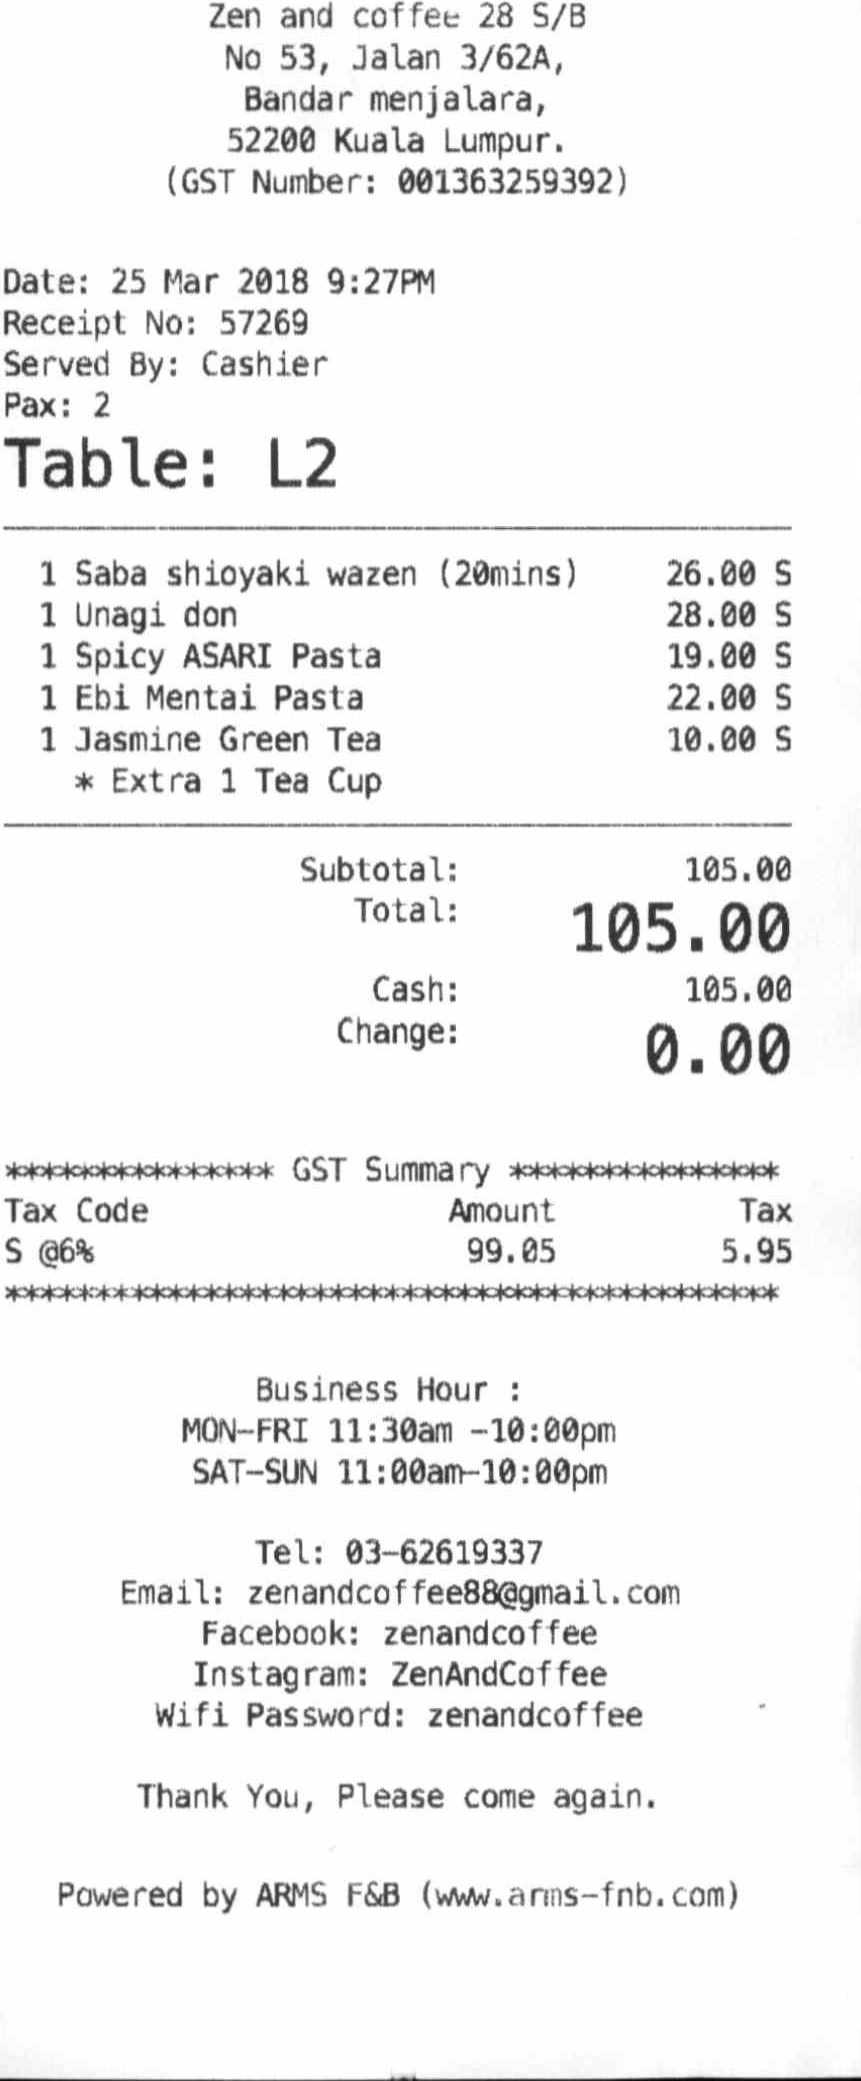 Zen and coffee 28 S/B
No 53, Jalan 3/62A,
Bandar menjalara,
52200 Kuala Lumpur.
(GST Number: 001363259392)
Date: 25 Mar 2018 9:27PM
Receipt No: 57269
Served By: Cashier
Pax: 2
Table: L2
1 Saba shioyaki wazen (20mins) 26.00 S
1 Unagi don 28.00 S
1 Spicy ASARI Pasta 19.00 S
1 Ebi Mentai Pasta 22.00 S
1 Jasmine Green Tea 10.00 S
* Extra 1 Tea Cup
Subtotal: 105.00
Total: 105.00
Cash: 105.00
Change: 0.00
*************** GST Summary ***************
Tax Code Amount Tax
S @6% 99.05 5.95
*******************************************
Business Hour :
MON-FRI 11:30am -10:00pm
SAT-SUN 11:00am-10:00pm
Tel: 03-62619337
Email: zenandcoffee88@gmail.com
Facebook: zenandcoffee
Instagram: ZenAndCoffee
Wifi Password: zenandcoffee
Thank You, Please come again.
Powered by ARMS F&B (www.arms-fnb.com)